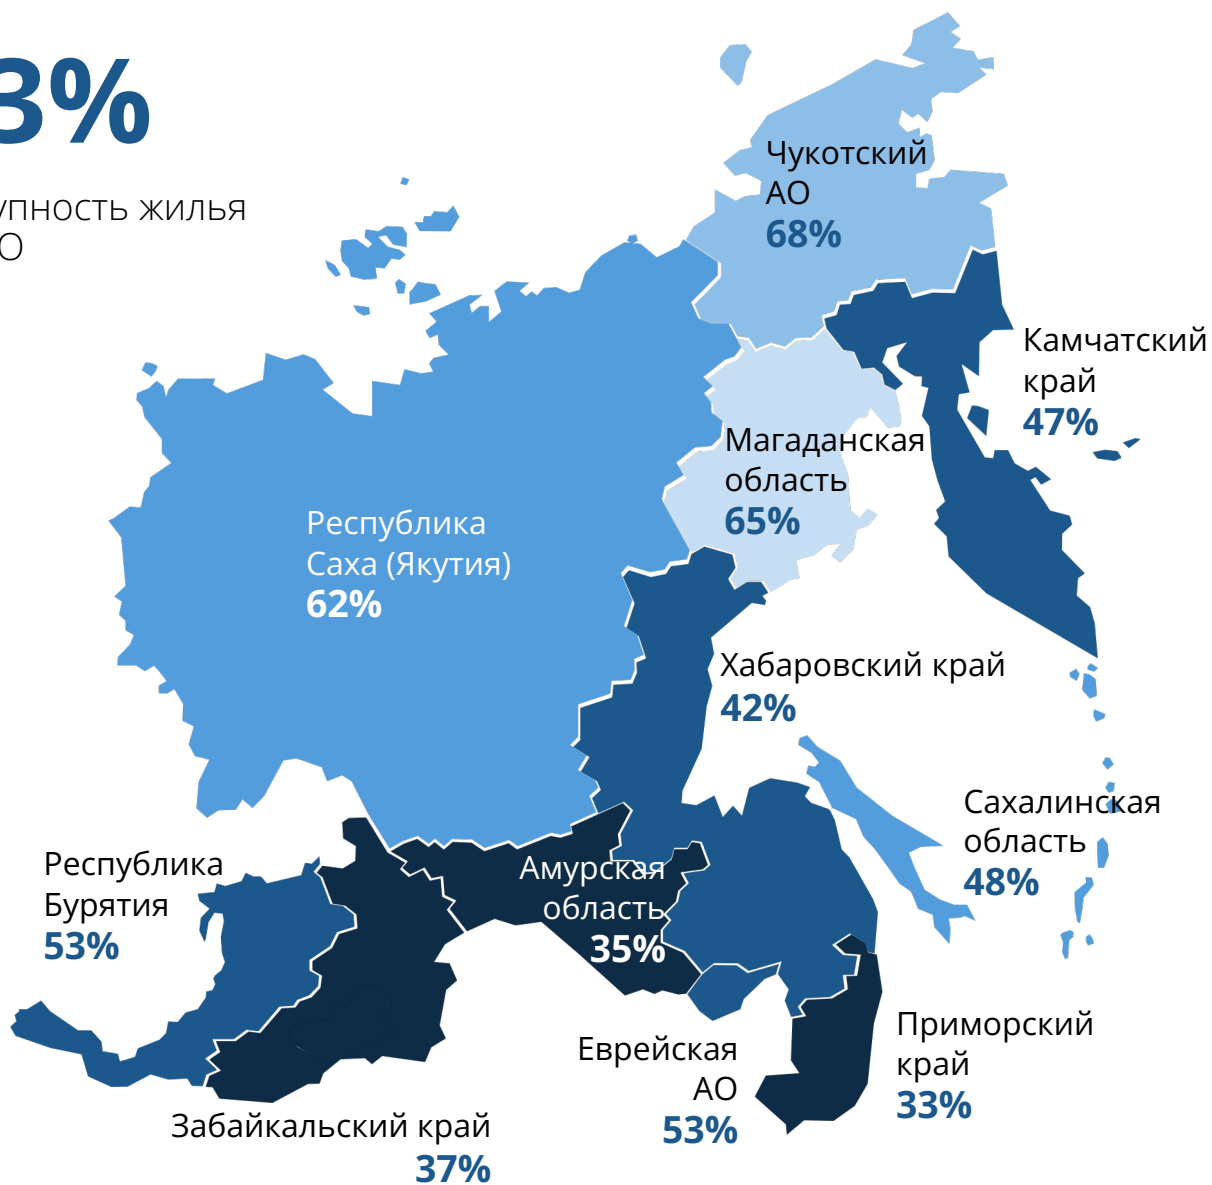 3%
упность жилья
О
Чукотский
АО
68%
Камчатский
край
47%
Магаданская
область
65%
Республика
Саха (Якутия)
62%
Хабаровский край
42%
Сахалинская
область
48%
Республика
Бурятия
53%
Амурская
область
35%
Приморский
край
33%
Еврейская
АО
53%
Забайкальский край
37%